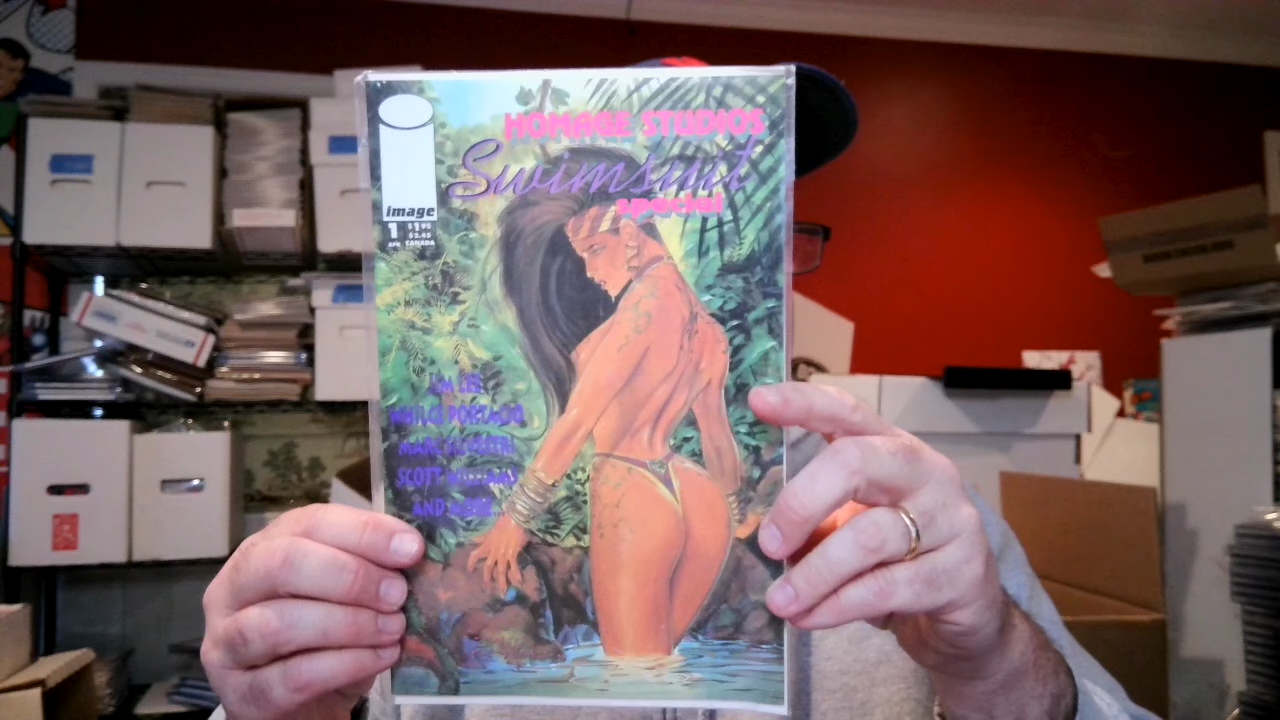 HOMAGE STUDIOS
Swimsuit
special
image
1 $1.95
$2.45
APR CANADA
JIM LEE
WHILCE PORTACIO
MARC SILVESTRI
SCOTT WILLIAMS
AND MORE...